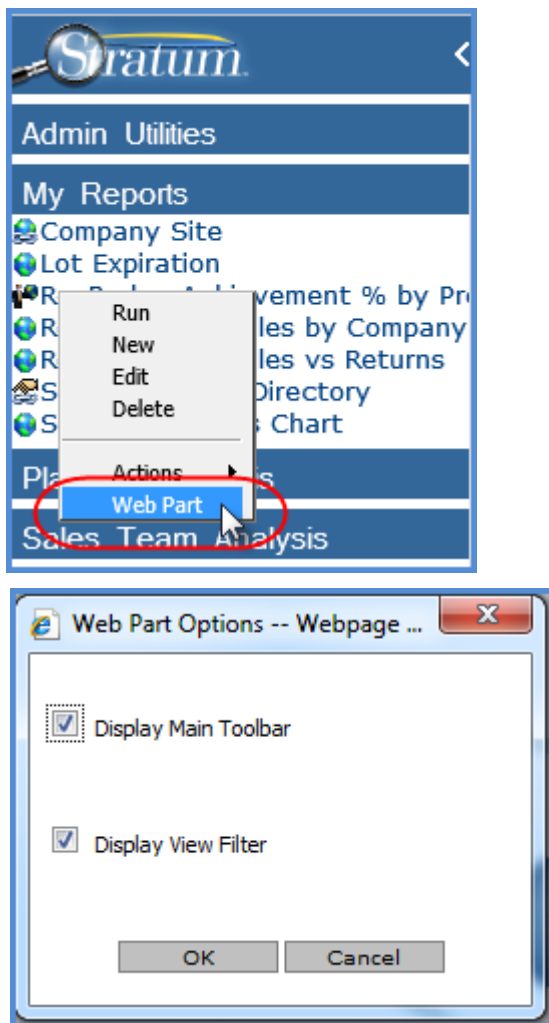 Stratum
Admin Utilities
My Reports
Company Site
Lot Expiration
R vement % by Pr
Run
R les by Company
New
R les vs Returns
Edit
S Directory
Delete
S s Chart
Pla s
Actions
Web Part
Sales Team Analysis
Web Part Options -- Webpage ...
Display Main Toolbar
Display View Filter
OK Cancel